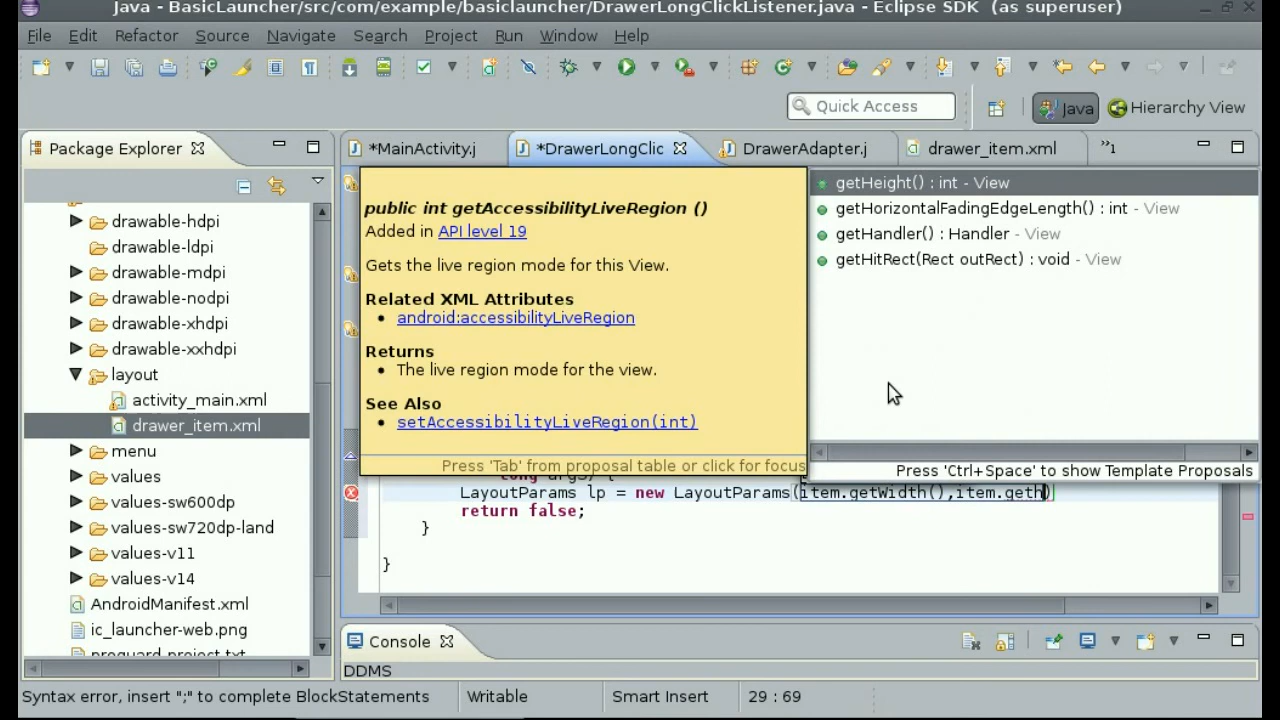 Java - BasicLauncher/src/com/example/basiclauncher/DrawerLongClickListener.java - Eclipse SDK (as superuser)
File Edit Refactor Source Navigate Search Project Run Window Help
Quick Access
Java
Hierarchy View
Package Explorer
*MainActivity.j
*DrawerLongClic
DrawerAdapter.j
drawer_item.xml
»1
drawable-hdpi
drawable-ldpi
drawable-mdpi
drawable-nodpi
drawable-xhdpi
drawable-xxhdpi
layout
activity_main.xml
drawer_item.xml
menu
values
values-sw600dp
values-sw720dp-land
values-v11
values-v14
AndroidManifest.xml
ic_launcher-web.png
proguard-project.txt
public int getAccessibilityLiveRegion ()
Added in API level 19
Gets the live region mode for this View.
Related XML Attributes
• android:accessibilityLiveRegion
Returns
• The live region mode for the view.
See Also
• setAccessibilityLiveRegion(int)
Press 'Tab' from proposal table or click for focus
getHeight() : int - View
getHorizontalFadingEdgeLength() : int - View
getHandler() : Handler - View
getHitRect(Rect outRect) : void - View
Press 'Ctrl+Space' to show Template Proposals
LayoutParams lp = new LayoutParams(item.getWidth(),item.geth)
return false;
}
}
Console
DDMS
Syntax error, insert ";" to complete BlockStatements
Writable
Smart Insert
29 : 69